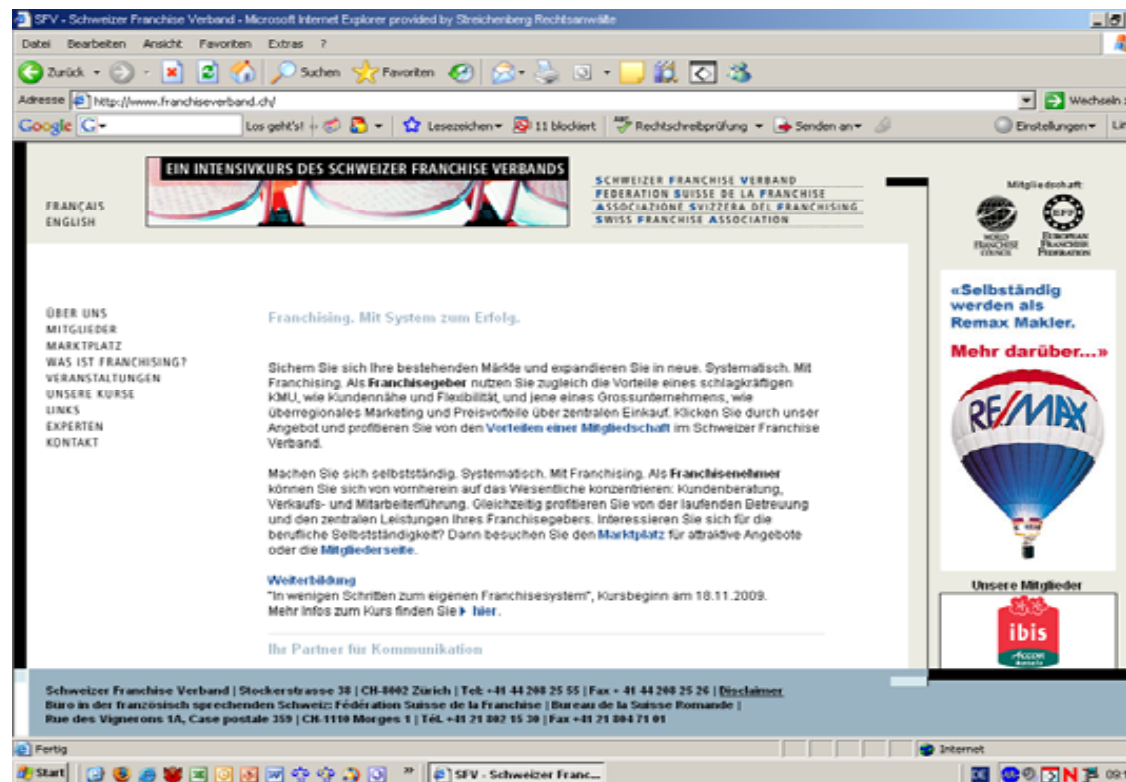 SFV - Schweizer Franchise Verband - Microsoft Internet Explorer provided by Streichenberg Rechtsanwälte
Datei Bearbeiten Ansicht Favoriten Extras ?
Zurück Suchen Favoriten
Adresse http://www.franchiseverband.ch/ Wechseln
Google G Los geht's! Lesezeichen 11 blockiert ABC Rechtschreibprüfung Senden an Einstellungen
EIN INTENSIVKURS DES SCHWEIZER FRANCHISE VERBANDS
SCHWEIZER FRANCHISE VERBAND
FEDERATION SUISSE DE LA FRANCHISE
ASSOCIAZIONE SVIZZERA DEL FRANCHISING
SWISS FRANCHISE ASSOCIATION
FRANÇAIS
ENGLISH
Mitgliedschaft
EFF
WORLD FRANCHISE COUNCIL
EUROPEAN FRANCHISE FEDERATION
ÜBER UNS
MITGLIEDER
MARKTPLATZ
WAS IST FRANCHISING?
VERANSTALTUNGEN
UNSERE KURSE
LINKS
EXPERTEN
KONTAKT
Franchising. Mit System zum Erfolg.
Sichern Sie sich Ihre bestehenden Märkte und expandieren Sie in neue. Systematisch. Mit
Franchising. Als Franchisegeber nutzen Sie zugleich die Vorteile eines schlagkräftigen
KMU, wie Kundennähe und Flexibilität, und jene eines Grossunternehmens, wie
überregionales Marketing und Preisvorteile über zentralen Einkauf. Klicken Sie durch unser
Angebot und profitieren Sie von den Vorteilen einer Mitgliedschaft im Schweizer Franchise
Verband.
Machen Sie sich selbstständig. Systematisch. Mit Franchising. Als Franchisenehmer
können Sie sich von vornherein auf das Wesentliche konzentrieren: Kundenberatung,
Verkaufs- und Mitarbeiterführung. Gleichzeitig profitieren Sie von der laufenden Betreuung
und den zentralen Leistungen Ihres Franchisegebers. Interessieren Sie sich für die
berufliche Selbstständigkeit? Dann besuchen Sie den Marktplatz für attraktive Angebote
oder die Mitgliederseite.
Weiterbildung
"In wenigen Schritten zum eigenen Franchisesystem", Kursbeginn am 18.11.2009.
Mehr Infos zum Kurs finden Sie hier.
Ihr Partner für Kommunikation
«Selbständig
werden als
Remax Makler.
Mehr darüber...»
RE/MAX
Unsere Mitglieder
ibis
Accor
Hotels
Schweizer Franchise Verband | Stockerstrasse 38 | CH-8002 Zürich | Tel: +41 44 208 25 55 | Fax + 41 44 208 25 26 | Disclaimer
Büro in der französisch sprechenden Schweiz: Fédération Suisse de la Franchise | Bureau de la Suisse Romande |
Rue des Vignerons 1A, Case postale 359 | CH-1110 Morges 1 | Tél. +41 21 802 15 30 | Fax +41 21 804 71 01
Fertig Internet
Start SFV - Schweizer Franc...